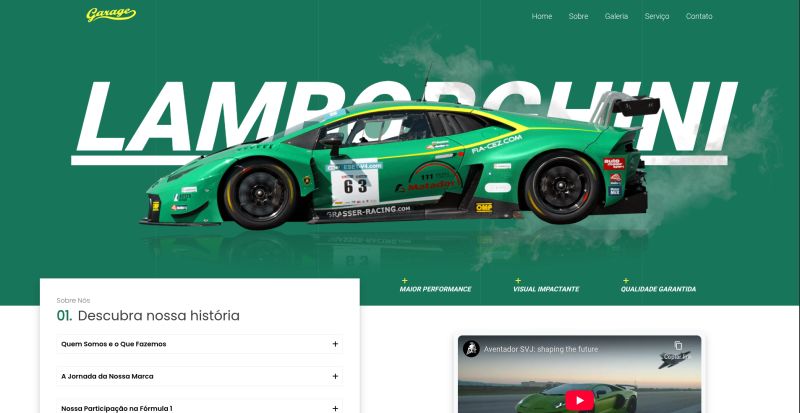 Garage
Home Sobre Galeria Serviço Contato
LAMBORGHINI
FIA-CEZ.COM
63
111
Matador
GRASSER-RACING.COM
OMP
OMP
MAIOR PERFORMANCE VISUAL IMPACTANTE QUALIDADE GARANTIDA
Sobre Nós
01. Descubra nossa história
Quem Somos e o Que Fazemos +
A Jornada da Nossa Marca +
Nossa Participação na Fórmula 1 +
Aventador SVJ: shaping the future
Copiar link